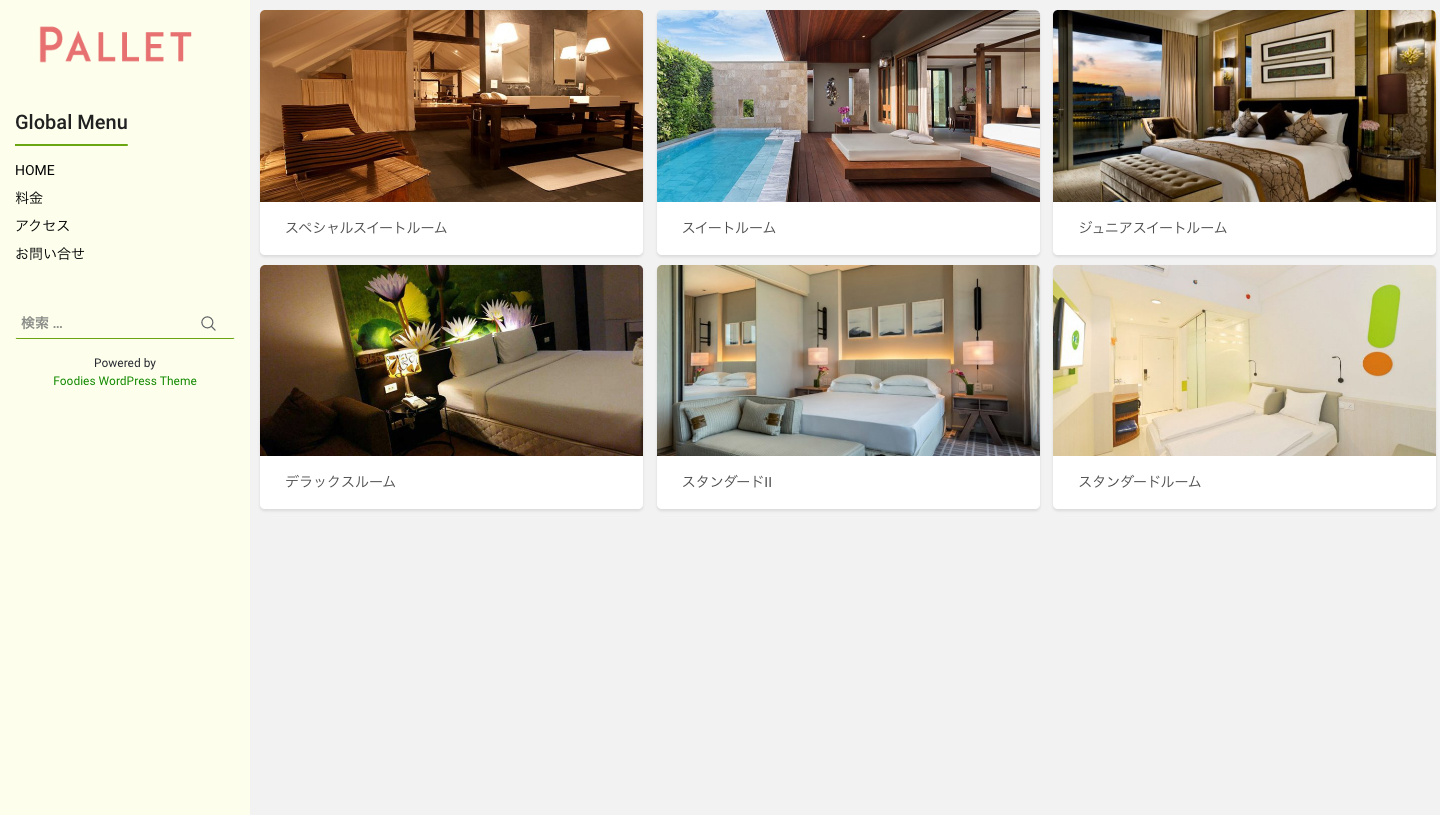 PALLET
Global Menu
HOME
料金
アクセス
お問い合せ
検索 ...
Powered by
Foodies WordPress Theme
スペシャルスイートルーム
スイートルーム
ジュニアスイートルーム
デラックスルーム
スタンダードII
スタンダードルーム